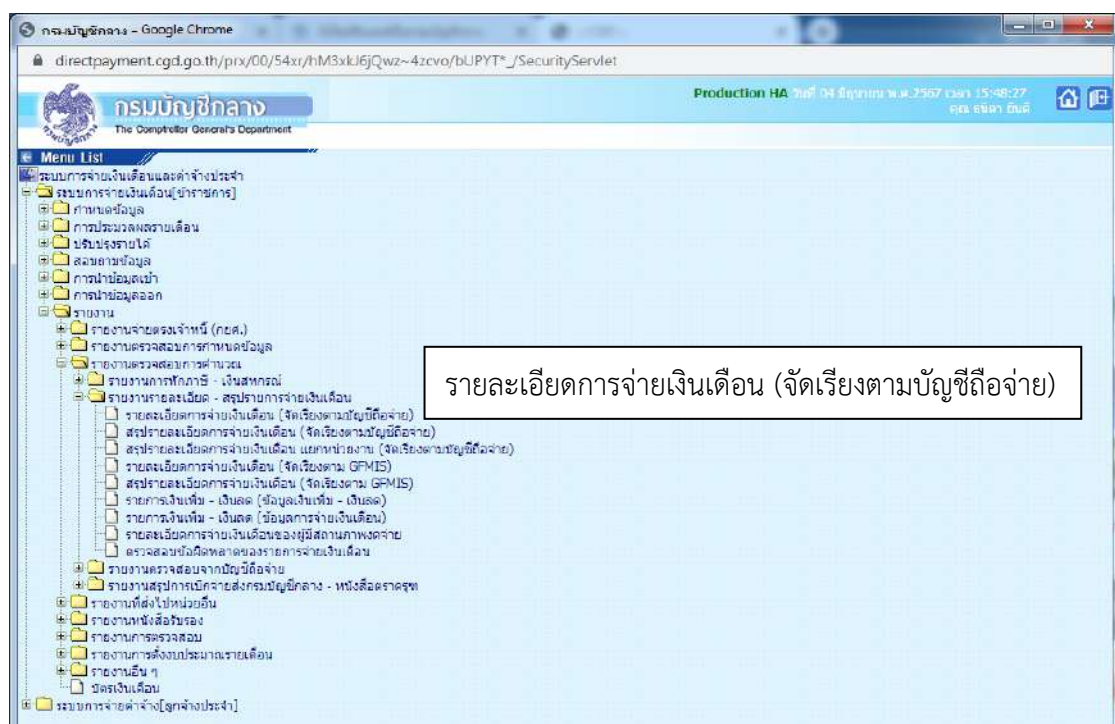 กรมบัญชีกลาง - Google Chrome
directpayment.cgd.go.th/prx/00/54xr/hM3xkJ6jQwz~4zcvo/bUPYT*_/SecurityServlet
กรมบัญชีกลาง
The Comptroller General's Department
Production HA วันที่ 04 มิถุนายน พ.ศ.2567 เวลา 15:48:27
คุณ
Menu List
ระบบการจ่ายเงินเดือนและค่าจ้างประจำ
ระบบการจ่ายเงินเดือน[ข้าราชการ]
กำหนดข้อมูล
การประมวลผลรายเดือน
ปรับปรุงรายได้
สอบถามข้อมูล
การนำข้อมูลเข้า
การนำข้อมูลออก
รายงาน
รายงานจ่ายตรงเจ้าหนี้ (กยศ.)
รายงานตรวจสอบการกำหนดข้อมูล
รายงานตรวจสอบการคำนวณ
รายงานการหักภาษี - เงินสหกรณ์
รายงานรายละเอียด - สรุปรายการจ่ายเงินเดือน
รายละเอียดการจ่ายเงินเดือน (จัดเรียงตามบัญชีถือจ่าย)
รายละเอียดการจ่ายเงินเดือน (จัดเรียงตามบัญชีถือจ่าย)
สรุปรายละเอียดการจ่ายเงินเดือน (จัดเรียงตามบัญชีถือจ่าย)
สรุปรายละเอียดการจ่ายเงินเดือน แยกหน่วยงาน (จัดเรียงตามบัญชีถือจ่าย)
รายละเอียดการจ่ายเงินเดือน (จัดเรียงตาม GFMIS)
สรุปรายละเอียดการจ่ายเงินเดือน (จัดเรียงตาม GFMIS)
รายการเงินเพิ่ม - เงินลด (ข้อมูลเงินเพิ่ม - เงินลด)
รายการเงินเพิ่ม - เงินลด (ข้อมูลการจ่ายเงินเดือน)
รายละเอียดการจ่ายเงินเดือนของผู้มีสถานภาพงดจ่าย
ตรวจสอบข้อผิดพลาดของรายการจ่ายเงินเดือน
รายงานตรวจสอบจากบัญชีถือจ่าย
รายงานสรุปการเบิกจ่ายส่งกรมบัญชีกลาง - หนังสือตราครุฑ
รายงานที่ส่งไปหน่วยอื่น
รายงานหนังสือรับรอง
รายงานการตรวจสอบ
รายงานการตั้งงบประมาณรายเดือน
รายงานอื่น ๆ
บัตรเงินเดือน
ระบบการจ่ายค่าจ้าง[ลูกจ้างประจำ]